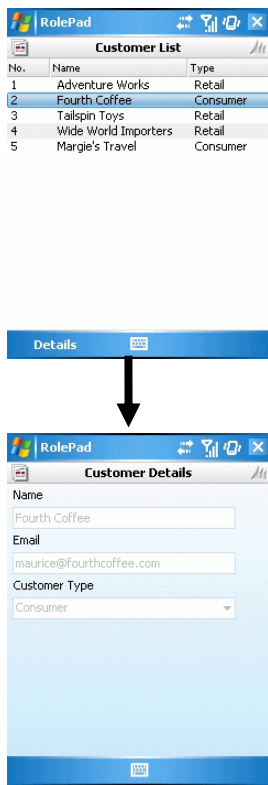 RolePad
Customer List
No. Name Type
1 Adventure Works Retail
2 Fourth Coffee Consumer
3 Tailspin Toys Retail
4 Wide World Importers Retail
5 Margie's Travel Consumer
Details
RolePad
Customer Details
Name
Fourth Coffee
Email
maurice@fourthcoffee.com
Customer Type
Consumer